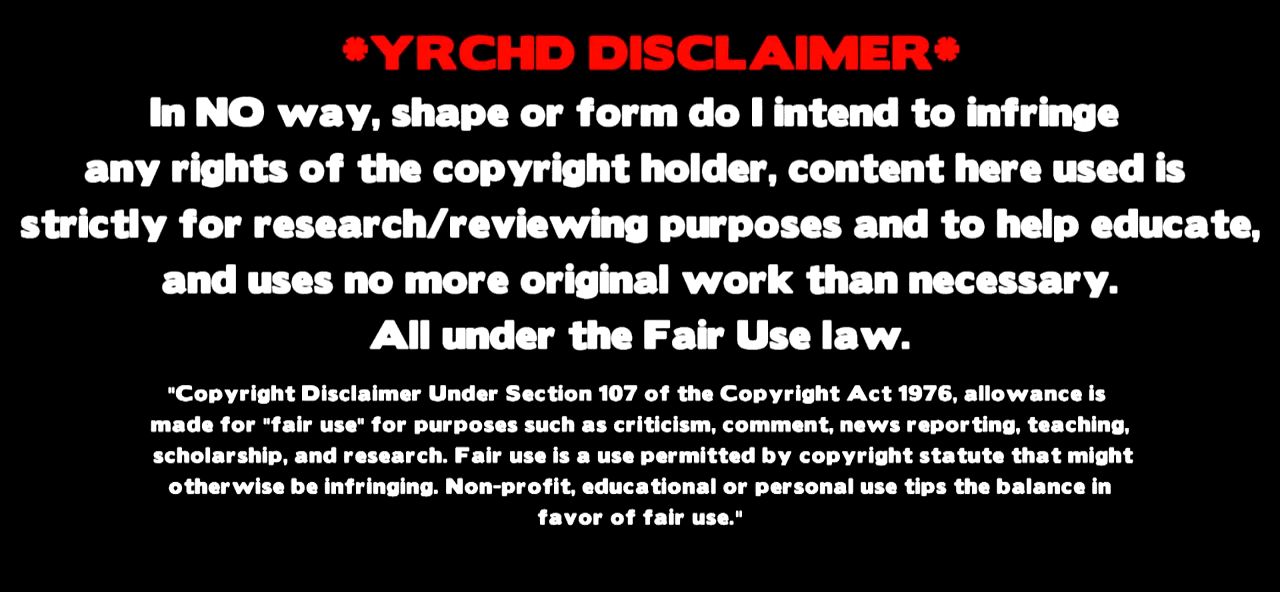 *YRCHD DISCLAIMER*
In NO way, shape or form do I intend to infringe
any rights of the copyright holder, content here used is
strictly for research/reviewing purposes and to help educate,
and uses no more original work than necessary.
All under the Fair Use law.
"Copyright Disclaimer Under Section 107 of the Copyright Act 1976, allowance is
made for "fair use" for purposes such as criticism, comment, news reporting, teaching,
scholarship, and research. Fair use is a use permitted by copyright statute that might
otherwise be infringing. Non-profit, educational or personal use tips the balance in
favor of fair use."